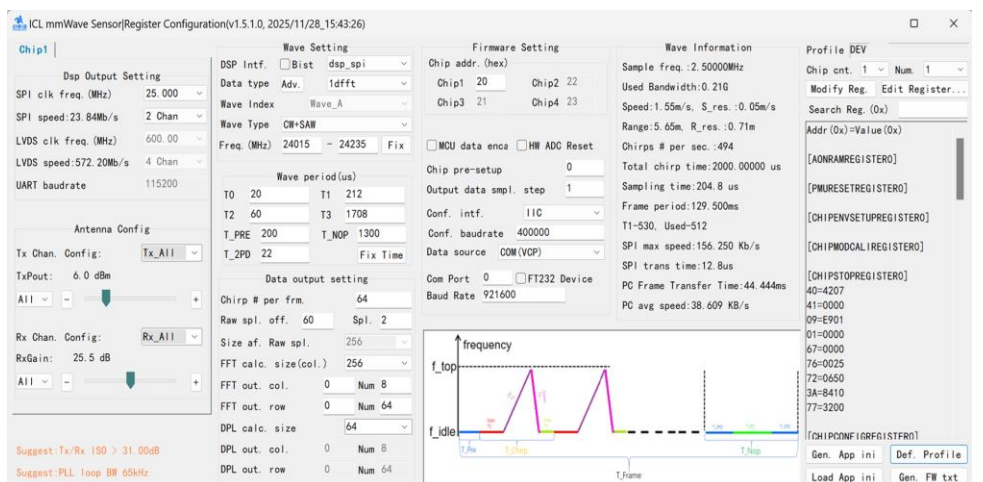 ICL mmWave Sensor|Register Configuration(v1.5.1.0, 2025/11/28_15:43:26)
Chip1
Dsp Output Setting
SPI clk freq. (MHz) 25.000
SPI speed:23.84Mb/s 2 Chan
LVDS clk freq. (MHz) 600.00
LVDS speed:572.20Mb/s 4 Chan
UART baudrate 115200
Antenna Config
Tx Chan. Config: Tx_All
TxPout: 6.0 dBm
All - +
Rx Chan. Config: Rx_All
RxGain: 25.5 dB
All - +
Suggest:Tx/Rx ISO > 31.00dB
Suggest:PLL loop BW 65kHz
Wave Setting
DSP Intf. Bist dsp_spi
Data type Adv. 1dfft
Wave Index Wave_A
Wave Type CW+SAW
Freq. (MHz) 24015 - 24235 Fix
Wave period(us)
T0 20 T1 212
T2 60 T3 1708
T_PRE 200 T_NOP 1300
T_2PD 22 Fix Time
Data output setting
Chirp # per frm. 64
Raw spl. off. 60 Spl. 2
Size af. Raw spl. 256
FFT calc. size(col.) 256
FFT out. col. 0 Num 8
FFT out. row 0 Num 64
DPL calc. size 64
DPL out. col. 0 Num 8
DPL out. row 0 Num 64
Firmware Setting
Chip addr. (hex)
Chip1 20 Chip2 22
Chip3 21 Chip4 23
MCU data enca HW ADC Reset
Chip pre-setup 0
Output data smpl. step 1
Conf. intf. IIC
Conf. baudrate 400000
Data source COM(VCP)
Com Port 0 FT232 Device
Baud Rate 921600
Wave Information
Sample freq. :2.50000MHz
Used Bandwidth:0.21G
Speed:1.55m/s, S_res. :0.05m/s
Range:5.65m, R_res. :0.71m
Chirps # per sec. :494
Total chirp time:2000.00000 us
Sampling time:204.8 us
Frame period:129.500ms
T1-530, Used-512
SPI max speed:156.250 Kb/s
SPI trans time:12.8us
PC Frame Transfer Time:44.444ms
PC avg speed:38.609 KB/s
frequency
f_top
f_idle
T_Pre
T_Chirp
T_Nop
T_Frame
Profile DEV
Chip cnt. 1 Num. 1
Modify Reg. Edit Register...
Search Reg. (0x)
Addr(0x)=Value(0x)
[AONRAMREGISTER0]
[PMURESETREGISTER0]
[CHIPENVSETUPREGISTER0]
[CHIPMODCALIREGISTER0]
[CHIPSTOPREGISTER0]
40=4207
41=0000
09=E901
01=0000
67=0000
76=0025
72=0650
3A=8410
77=3200
[CHIPCONFIGREGISTER0]
Gen. App ini Def. Profile
Load App ini Gen. FW txt